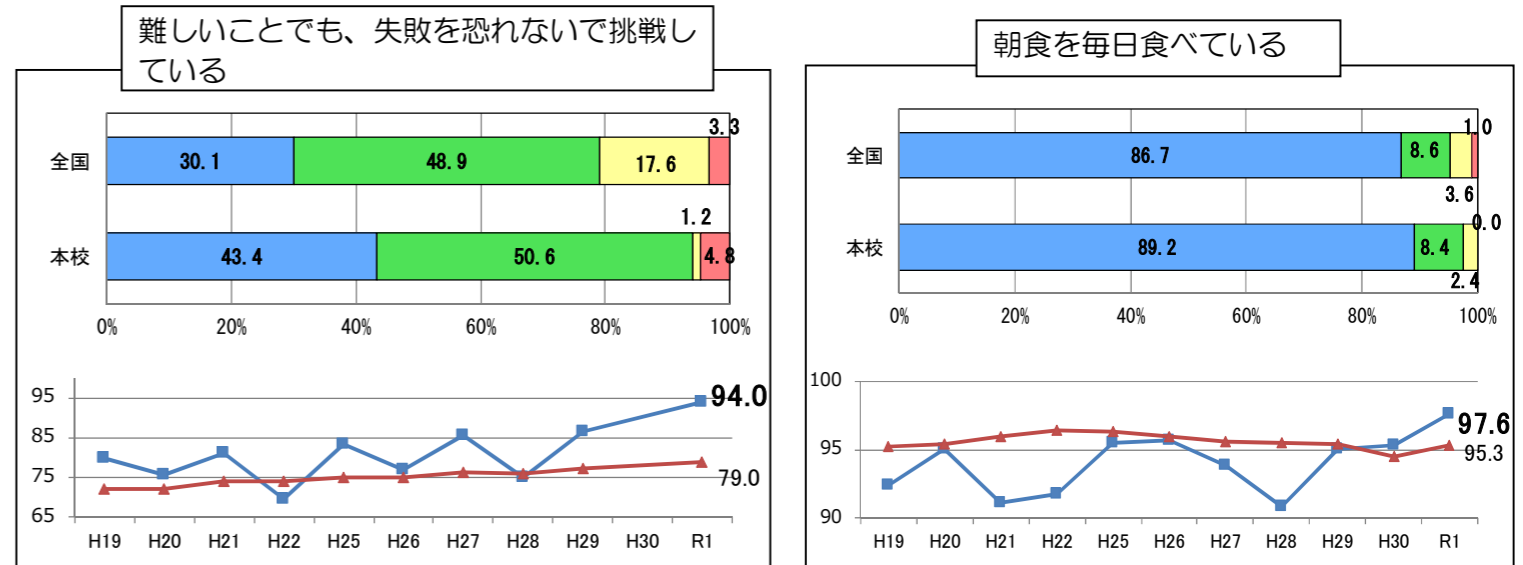 難しいことでも、失敗を恐れないで挑戦し
ている
3.3
全国
30.1
48.9
17.6
1.2
本校
43.4
50.6
4.8
0%
20%
40%
60%
80%
100%
95
85
75
65
94.0
79.0
H19
H20
H21
H22
H25
H26
H27
H28
H29
H30
R1
朝食を毎日食べている
1.0
全国
86.7
8.6
3.6
0.0
本校
89.2
8.4
2.4
0%
20%
40%
60%
80%
100%
100
95
90
97.6
95.3
H19
H20
H21
H22
H25
H26
H27
H28
H29
H30
R1